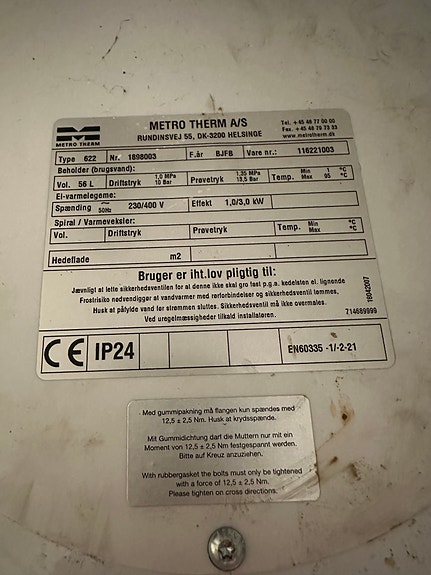 METRO THERM
METRO THERM A/S
RUNDINSVEJ 55, DK-3200 HELSINGE
Tel. +45 48 77 00 00
Fax. +45 48 79 73 33
www.metrotherm.dk
Type 622 Nr. 1898003 F.år BJFB Vare nr.: 116221003
Beholder (brugsvand):
Vol. 56 L Driftstryk 1,0 MPa 10 Bar Prøvetryk 1,35 MPa 13,5 Bar Temp. Min 1 °C Max 95 °C
El-varmelegeme:
Spænding ~ 50Hz 230/400 V Effekt 1,0/3,0 kW
Spiral / Varmeveksler:
Vol. Driftstryk Prøvetryk Temp. Min °C Max °C
Hedeflade m2
Bruger er iht.lov pligtig til:
Jævnligt at lette sikkerhedsventilen for at denne ikke skal gro fast p.g.a. kedelsten el. lignende
Frostrisiko nødvendiggør at vandvarmer med rørforbindelser og sikkerhedsventil tømmes.
Husk at påfylde vand før strømmen sluttes. Sikkerhedsventil må ikke overmales.
Ved uregelmæssigheder tilkald installatøren.
18042007
714689999
CE IP24 EN60335 -1/-2-21
Med gummipakning må flangen kun spændes med
12,5 ± 2,5 Nm. Husk at krydsspænde.
Mit Gummidichtung darf die Muttern nur mit ein
Moment von 12,5 ± 2,5 Nm festgespannt werden.
Bitte auf Kreuz anzuziehen.
With rubbergasket the bolts must only be tightened
with a force of 12,5 ± 2,5 Nm.
Please tighten on cross directions.